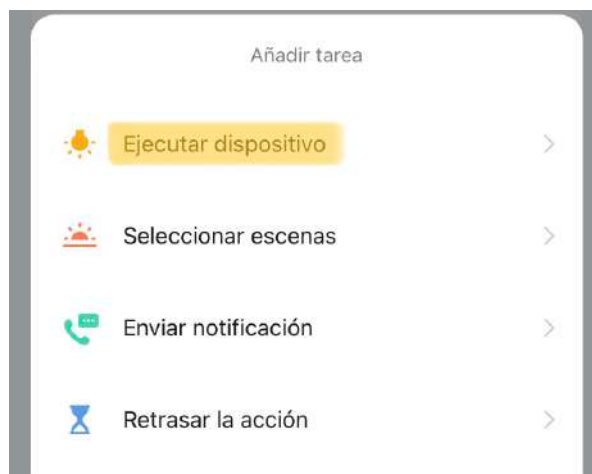 Añadir tarea
Ejecutar dispositivo
Seleccionar escenas
Enviar notificación
Retrasar la acción